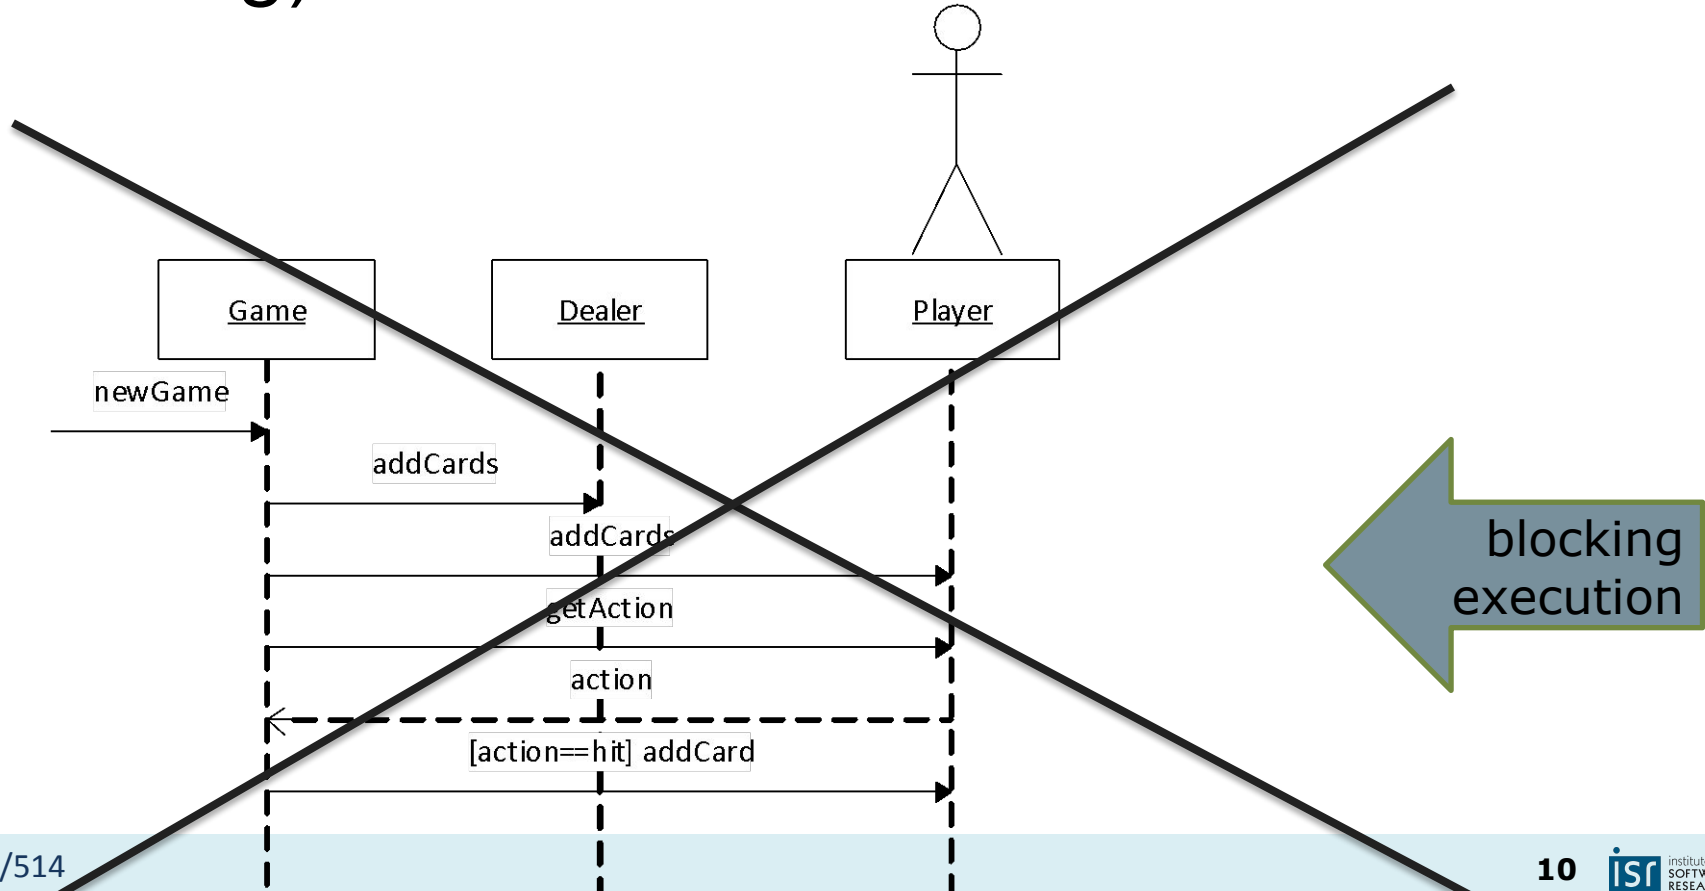 Game
Dealer
Player
newGame
addCards
addCards
getAction
action
[action==hit] addCard
blocking
execution
/514
10
isr